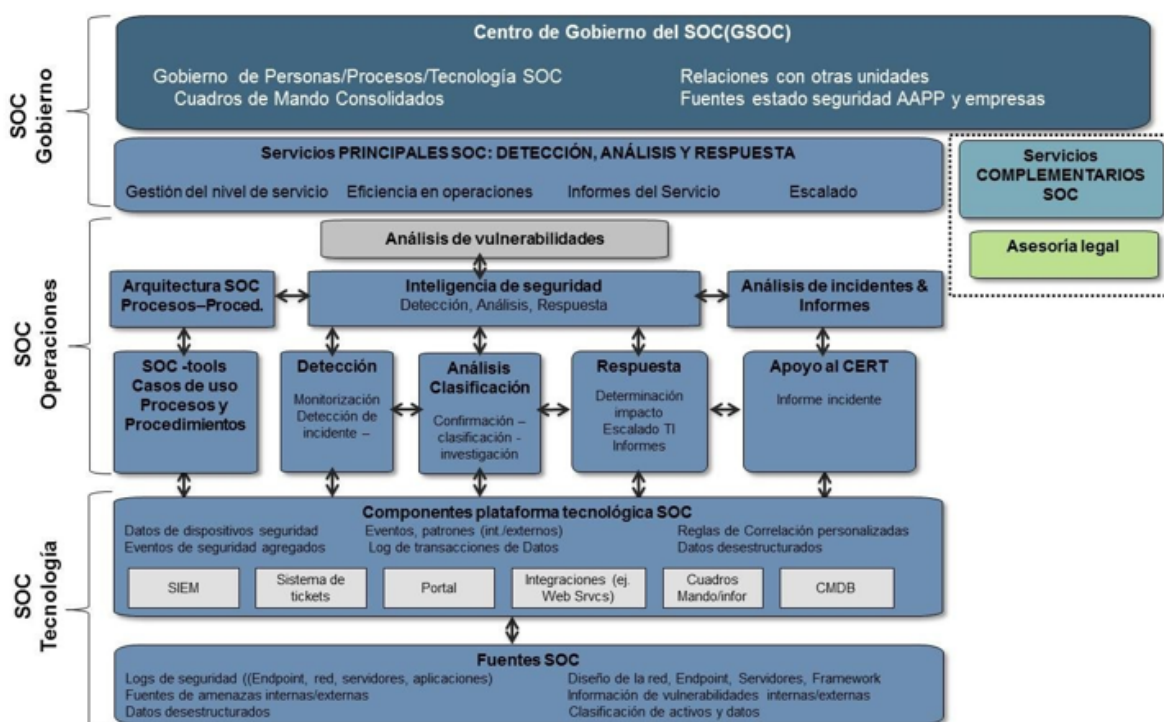 Centro de Gobierno del SOC(GSOC)
Gobierno de Personas/Procesos/Tecnología SOC
Relaciones con otras unidades
Cuadros de Mando Consolidados
Fuentes estado seguridad AAPP y empresas
SOC
Gobierno
Servicios PRINCIPALES SOC: DETECCIÓN, ANÁLISIS Y RESPUESTA
Gestión del nivel de servicio
Eficiencia en operaciones
Informes del Servicio
Escalado
Servicios
COMPLEMENTARIOS
SOC
Asesoría legal
SOC
Operaciones
Análisis de vulnerabilidades
Arquitectura SOC
Procesos–Proced.
Inteligencia de seguridad
Detección, Análisis, Respuesta
Análisis de incidentes &
Informes
SOC -tools
Casos de uso
Procesos y
Procedimientos
Detección
Monitorización
Detección de
incidente –
Análisis
Clasificación
Confirmación –
clasificación -
investigación
Respuesta
Determinación
impacto
Escalado TI
Informes
Apoyo al CERT
Informe incidente
SOC
Tecnología
Componentes plataforma tecnológica SOC
Datos de dispositivos seguridad
Eventos, patrones (int./externos)
Reglas de Correlación personalizadas
Eventos de seguridad agregados
Log de transacciones de Datos
Datos desestructurados
SIEM
Sistema de
tickets
Portal
Integraciones (ej.
Web Srvcs)
Cuadros
Mando/infor
CMDB
Fuentes SOC
Logs de seguridad ((Endpoint, red, servidores, aplicaciones)
Diseño de la red, Endpoint, Servidores, Framework
Fuentes de amenazas internas/externas
Información de vulnerabilidades internas/externas
Datos desestructurados
Clasificación de activos y datos